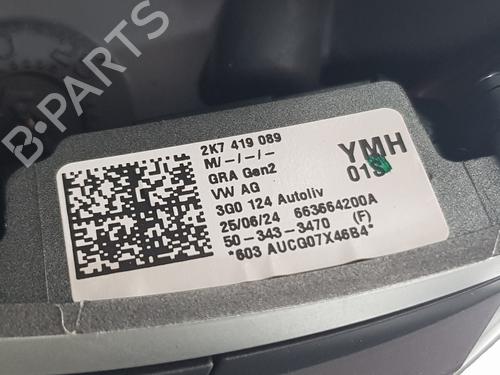 2K7 419 089
M/-/-/-
GRA Gen2
VW AG
3G0 124 Autoliv
25/06/24 663664200A
50-343-3470 (F)
*603 AUCG07X46B4*
YMH
01S
B-PARTS